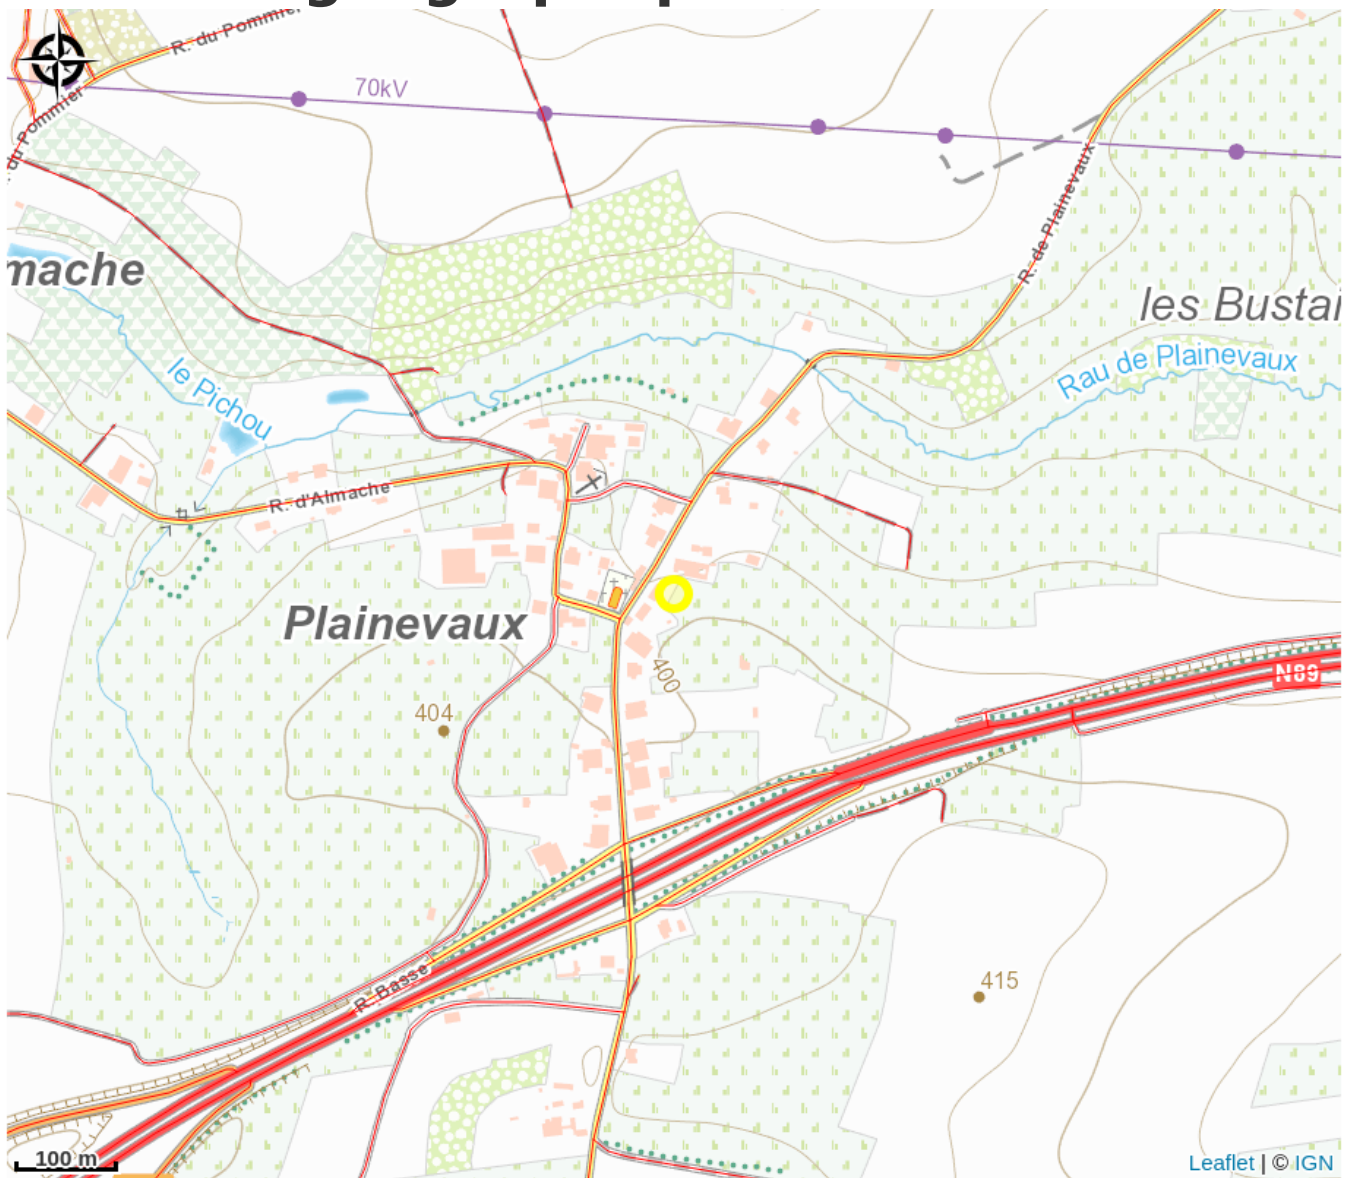 R. du Pommier
70kV
du Pommier
R. de Plainevaux
mache
les Bustai
Rau de Plainevaux
le Pichou
R. d'Almache
Plainevaux
400
N89
404
R. Basse
415
100 m
Leaflet | © IGN